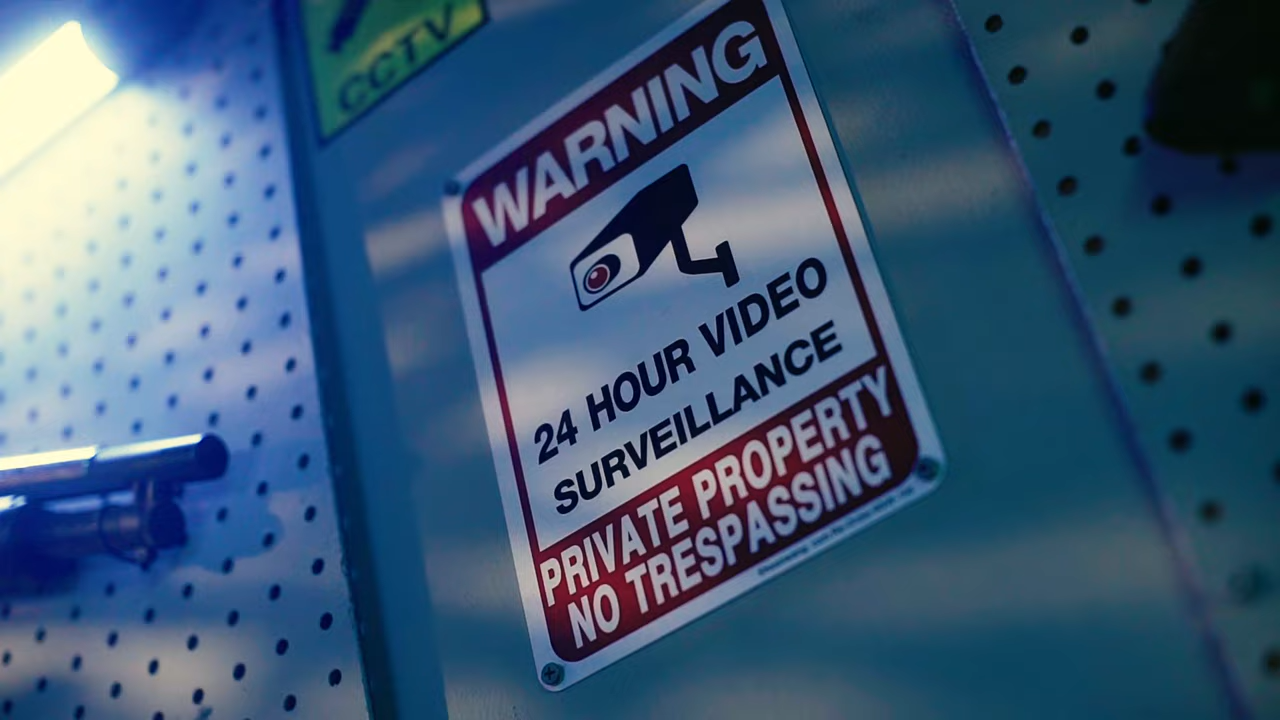 CCTV
WARNING
24 HOUR VIDEO
SURVEILLANCE
PRIVATE PROPERTY
NO TRESPASSING